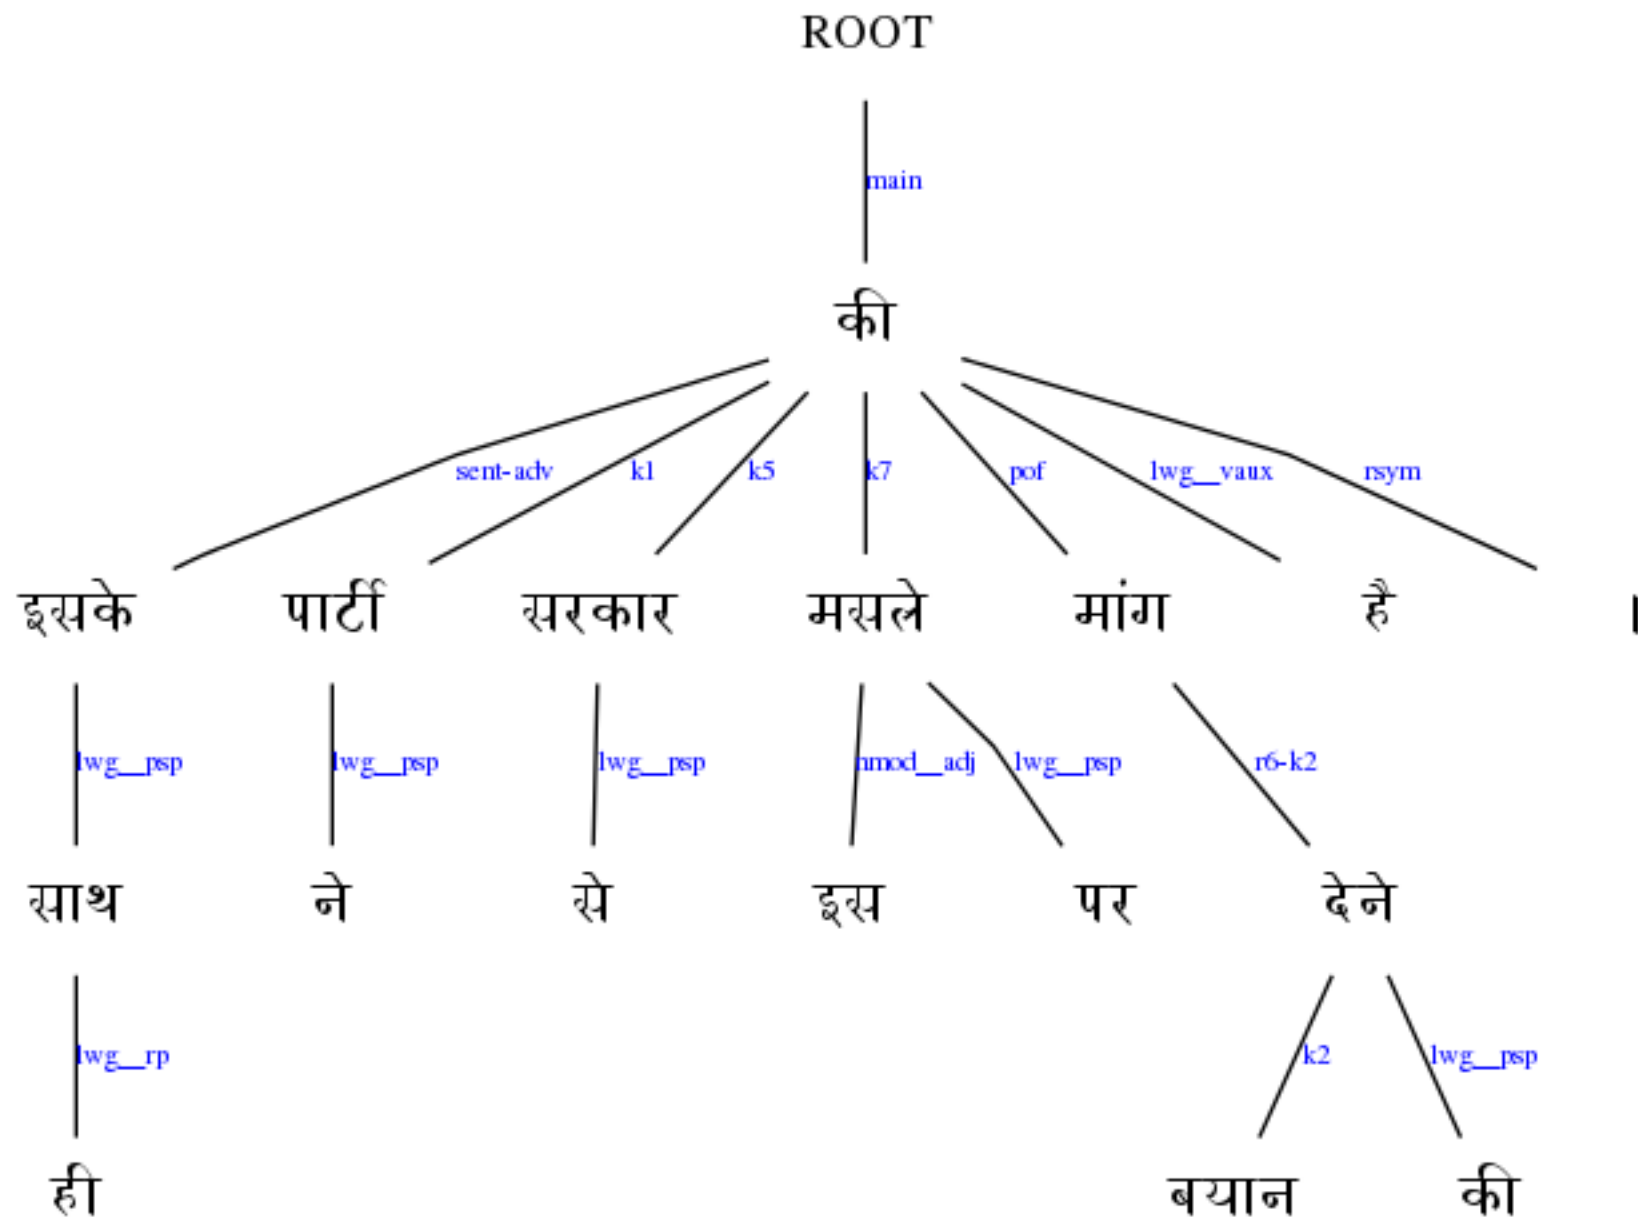 ROOT
main
की
sent-adv k1 k5 k7 pof lwg__vaux rsym
इसके पार्टी सरकार मसले मांग है ।
lwg__psp lwg__psp lwg__psp nmod__adj lwg__psp r6-k2
साथ ने से इस पर देने
lwg__rp k2 lwg__psp
ही बयान की